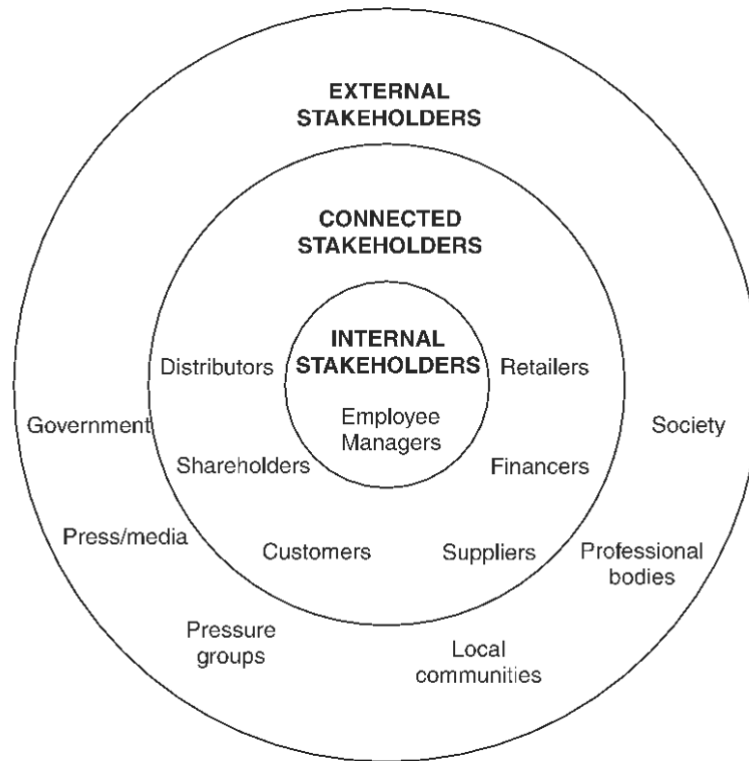 EXTERNAL
STAKEHOLDERS
CONNECTED
STAKEHOLDERS
INTERNAL
STAKEHOLDERS
Distributors
Retailers
Employee
Managers
Government
Society
Shareholders
Financers
Press/media
Customers
Suppliers
Professional
bodies
Pressure
groups
Local
communities